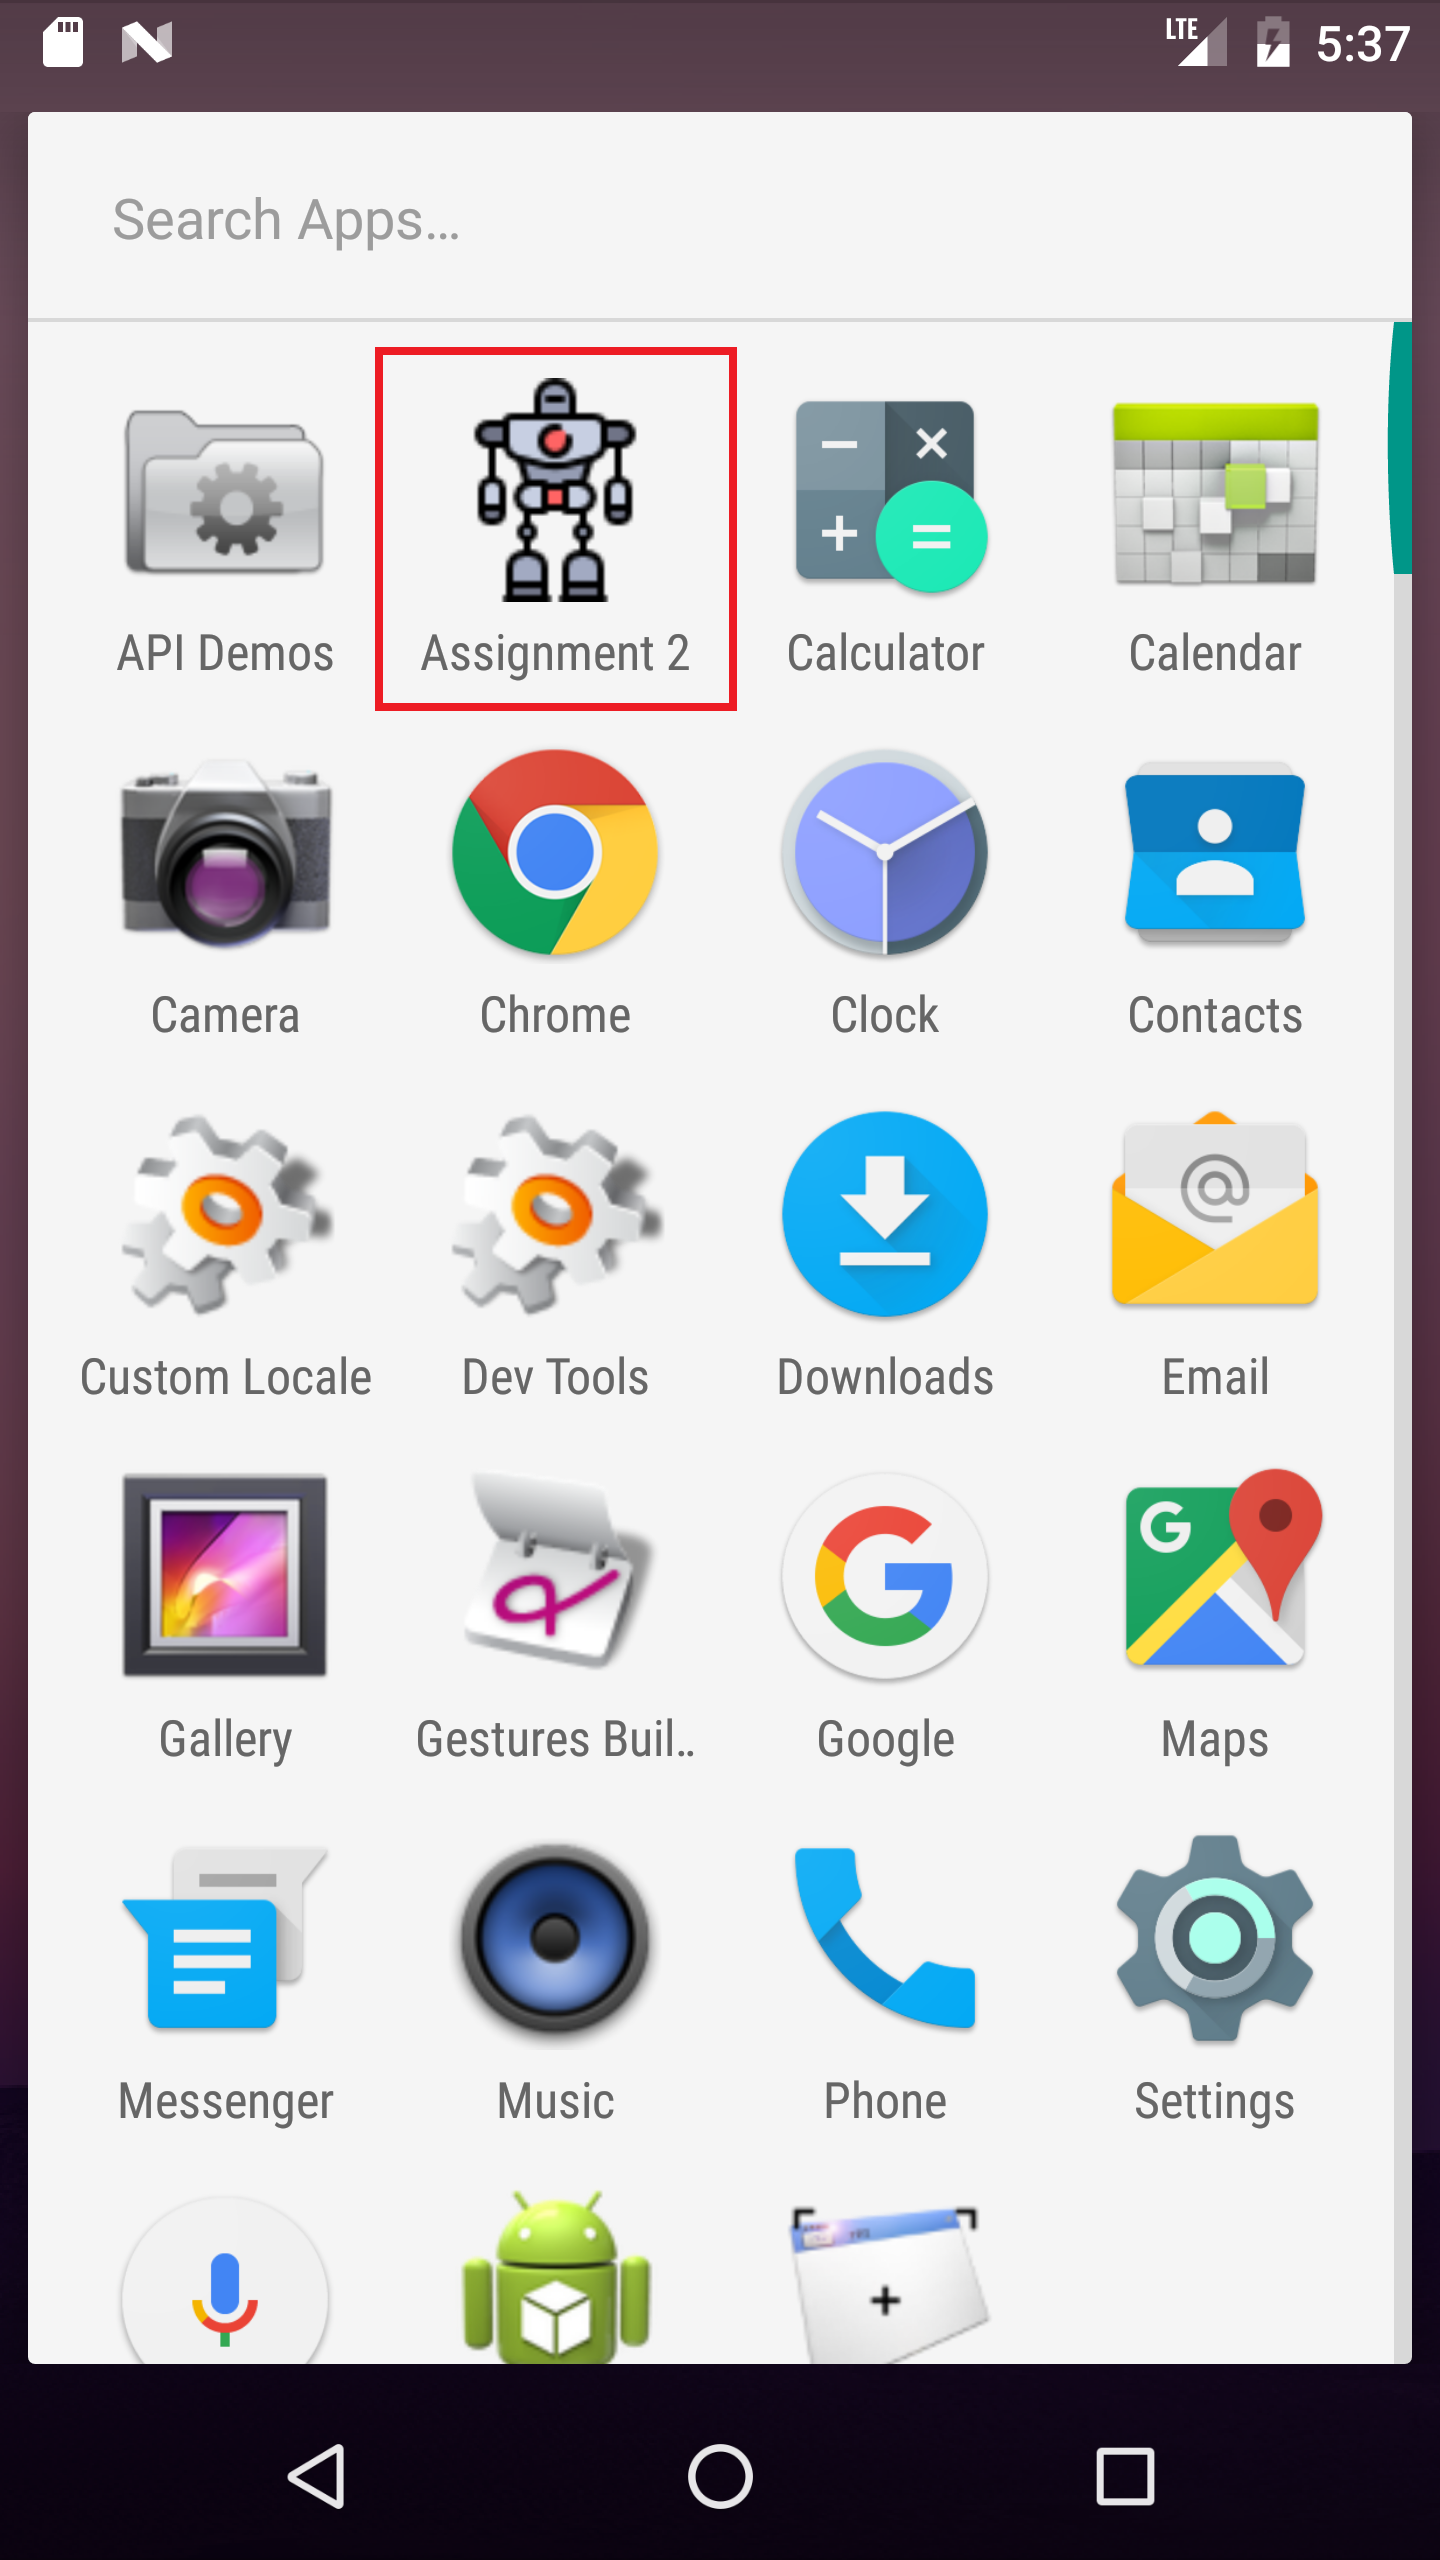 LTE 5:37
Search Apps...
API Demos Assignment 2 Calculator Calendar
Camera Chrome Clock Contacts
Custom Locale Dev Tools Downloads Email
Gallery Gestures Buil.. Google Maps
Messenger Music Phone Settings